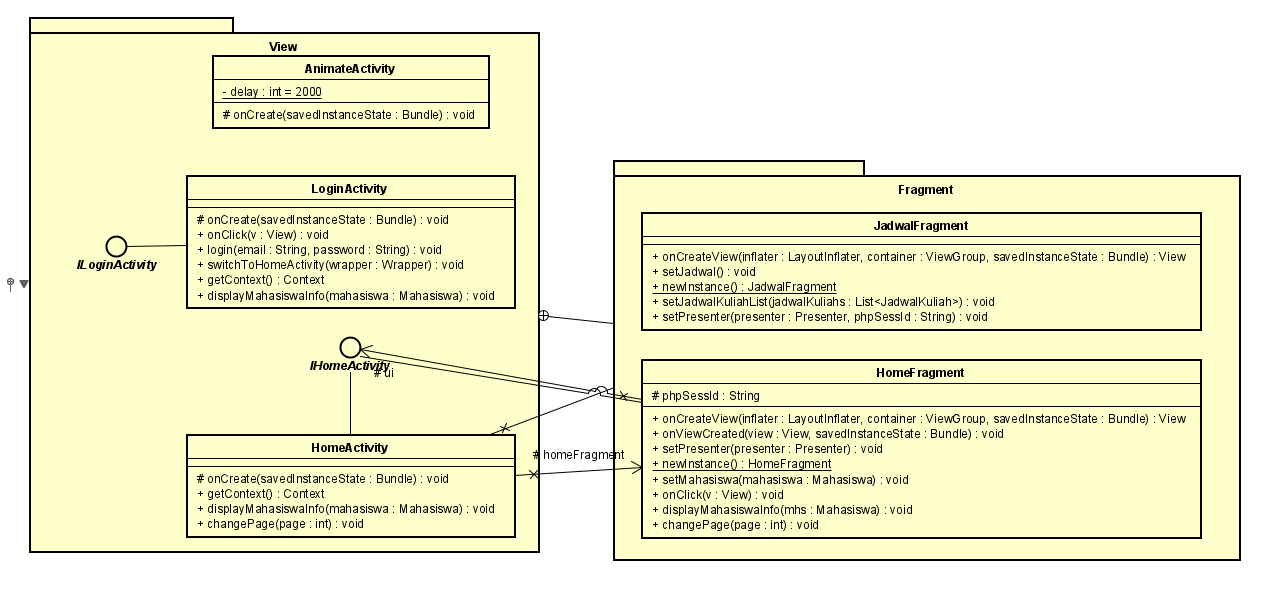 View
AnimateActivity
- delay : int = 2000
# onCreate(savedInstanceState : Bundle) : void
LoginActivity
# onCreate(savedInstanceState : Bundle) : void
+ onClick(v : View) : void
+ login(email : String, password : String) : void
+ switchToHomeActivity(wrapper : Wrapper) : void
+ getContext() : Context
+ displayMahasiswaInfo(mahasiswa : Mahasiswa) : void
ILoginActivity
IHomeActivity
# ui
HomeActivity
# onCreate(savedInstanceState : Bundle) : void
+ getContext() : Context
+ displayMahasiswaInfo(mahasiswa : Mahasiswa) : void
+ changePage(page : int) : void
# homeFragment
Fragment
JadwalFragment
+ onCreateView(inflater : LayoutInflater, container : ViewGroup, savedInstanceState : Bundle) : View
+ setJadwal() : void
+ newInstance() : JadwalFragment
+ setJadwalKuliahList(jadwalKuliahs : List<JadwalKuliah>) : void
+ setPresenter(presenter : Presenter, phpSessId : String) : void
HomeFragment
# phpSessId : String
+ onCreateView(inflater : LayoutInflater, container : ViewGroup, savedInstanceState : Bundle) : View
+ onViewCreated(view : View, savedInstanceState : Bundle) : void
+ setPresenter(presenter : Presenter) : void
+ newInstance() : HomeFragment
+ setMahasiswa(mahasiswa : Mahasiswa) : void
+ onClick(v : View) : void
+ displayMahasiswaInfo(mhs : Mahasiswa) : void
+ changePage(page : int) : void